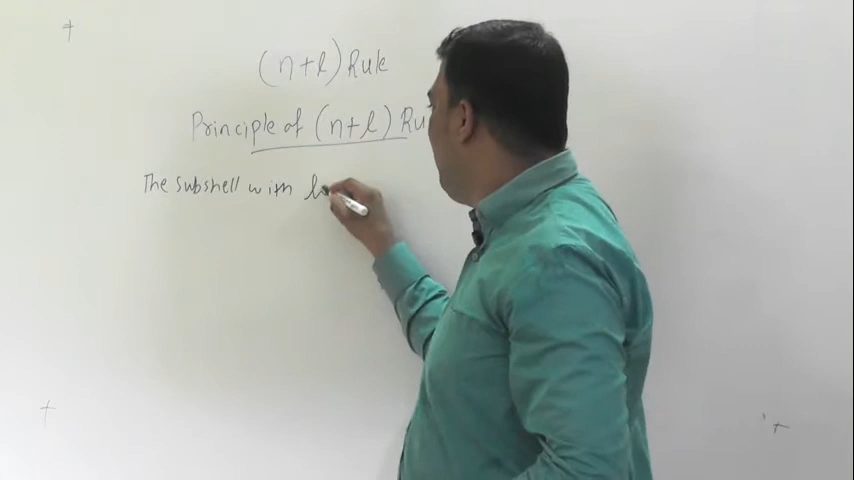 (n+l) Rule
Principle of (n+l) Ru
The subshell with